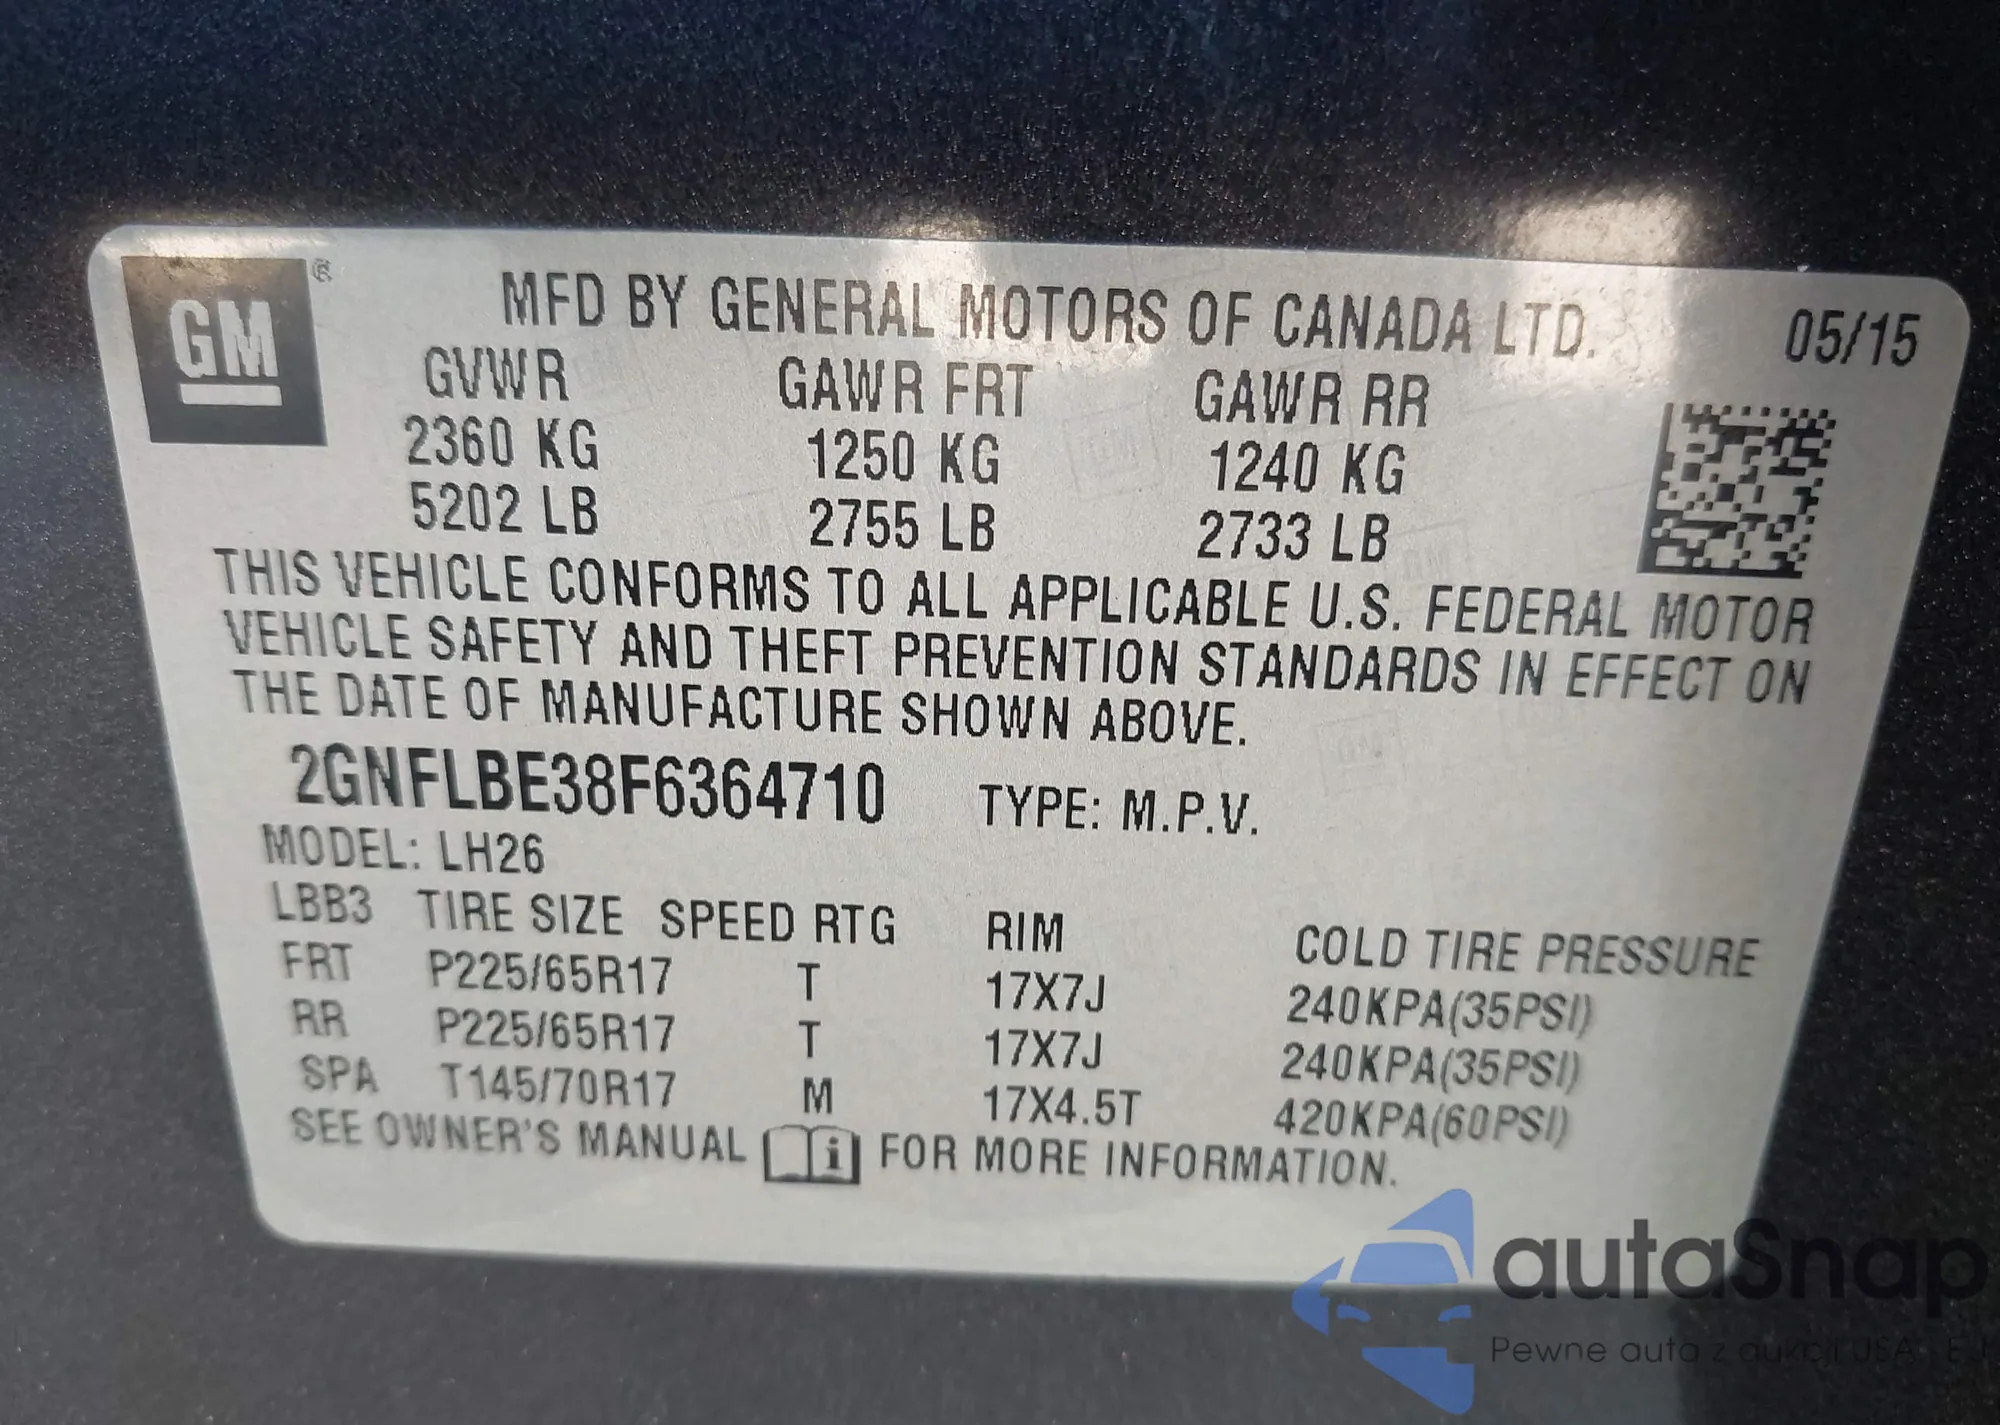 GM ®
MFD BY GENERAL MOTORS OF CANADA LTD. 05/15
GVWR GAWR FRT GAWR RR
2360 KG 1250 KG 1240 KG
5202 LB 2755 LB 2733 LB
THIS VEHICLE CONFORMS TO ALL APPLICABLE U.S. FEDERAL MOTOR
VEHICLE SAFETY AND THEFT PREVENTION STANDARDS IN EFFECT ON
THE DATE OF MANUFACTURE SHOWN ABOVE.
2GNFLBE38F6364710 TYPE: M.P.V.
MODEL: LH26
LBB3 TIRE SIZE SPEED RTG RIM COLD TIRE PRESSURE
FRT P225/65R17 T 17X7J 240KPA(35PSI)
RR P225/65R17 T 17X7J 240KPA(35PSI)
SPA T145/70R17 M 17X4.5T 420KPA(60PSI)
SEE OWNER'S MANUAL i FOR MORE INFORMATION.
autaSnap
Pewne auta z aukcji USA